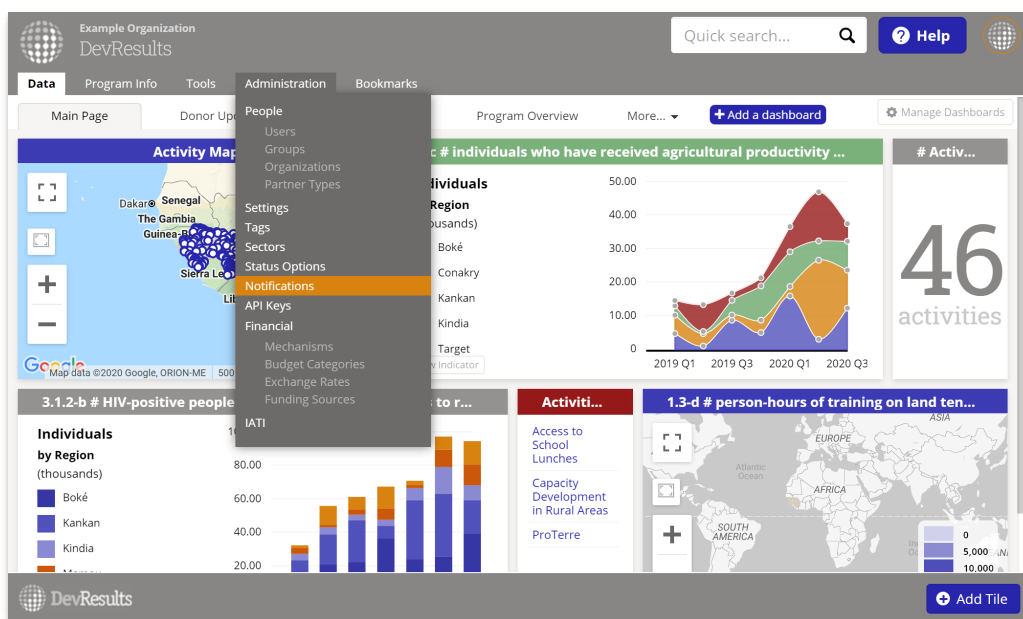 Example Organization
DevResults
Quick search...
Help
Data
Program Info
Tools
Administration
Bookmarks
Main Page
Donor
Program Overview
More...
Add a dashboard
Manage Dashboards
People
Users
Groups
Organizations
Partner Types
Settings
Tags
Sectors
Status Options
Notifications
API Keys
Financial
Mechanisms
Budget Categories
Exchange Rates
Funding Sources
IATI
Activity Map
Dakar
Senegal
The Gambia
Sierra
Google
Map data ©2020 Google, ORION-ME
500
# individuals who have received agricultural productivity ...
Region
Boké
Conakry
Kankan
Kindia
Target
Indicator
50.00
40.00
30.00
20.00
10.00
0
2019 Q1
2019 Q3
2020 Q1
2020 Q3
# Activ...
46
activities
3.1.2-b # HIV-positive people
to r...
Individuals
by Region
(thousands)
Boké
Kankan
Kindia
80.00
60.00
40.00
20.00
Activiti...
Access to
School
Lunches
Capacity
Development
in Rural Areas
ProTerre
1.3-d # person-hours of training on land ten...
ASIA
EUROPE
Atlantic
Ocean
AFRICA
SOUTH
AMERICA
0
5,000
10,000
DevResults
Add Tile